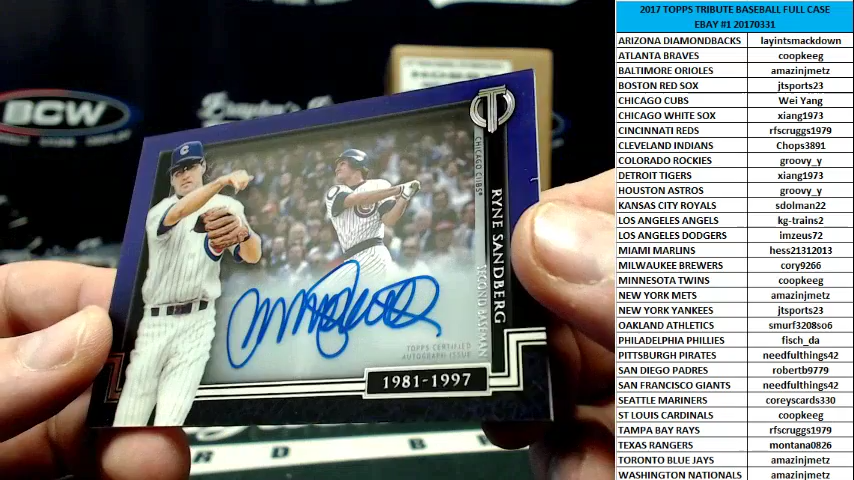 BCW
SPORT DISPLAY
Brayton's
CHICAGO CUBS
RYNE SANDBERG
SECOND BASEMAN
TOPPS CERTIFIED
AUTOGRAPH ISSUE
1981-1997
2017 TOPPS TRIBUTE BASEBALL FULL CASE
EBAY #1 20170331
ARIZONA DIAMONDBACKS layintsmackdown
ATLANTA BRAVES coopkeeg
BALTIMORE ORIOLES amazinjmetz
BOSTON RED SOX jtsports23
CHICAGO CUBS Wei Yang
CHICAGO WHITE SOX xiang1973
CINCINNATI REDS rfscruggs1979
CLEVELAND INDIANS Chops3891
COLORADO ROCKIES groovy_y
DETROIT TIGERS xiang1973
HOUSTON ASTROS groovy_y
KANSAS CITY ROYALS sdolman22
LOS ANGELES ANGELS kg-trains2
LOS ANGELES DODGERS imzeus72
MIAMI MARLINS hess21312013
MILWAUKEE BREWERS cory9266
MINNESOTA TWINS coopkeeg
NEW YORK METS amazinjmetz
NEW YORK YANKEES jtsports23
OAKLAND ATHLETICS smurf3208so6
PHILADELPHIA PHILLIES fisch_da
PITTSBURGH PIRATES needfulthings42
SAN DIEGO PADRES robertb9779
SAN FRANCISCO GIANTS needfulthings42
SEATTLE MARINERS coreyscards330
ST LOUIS CARDINALS coopkeeg
TAMPA BAY RAYS rfscruggs1979
TEXAS RANGERS montana0826
TORONTO BLUE JAYS amazinjmetz
WASHINGTON NATIONALS amazinjmetz